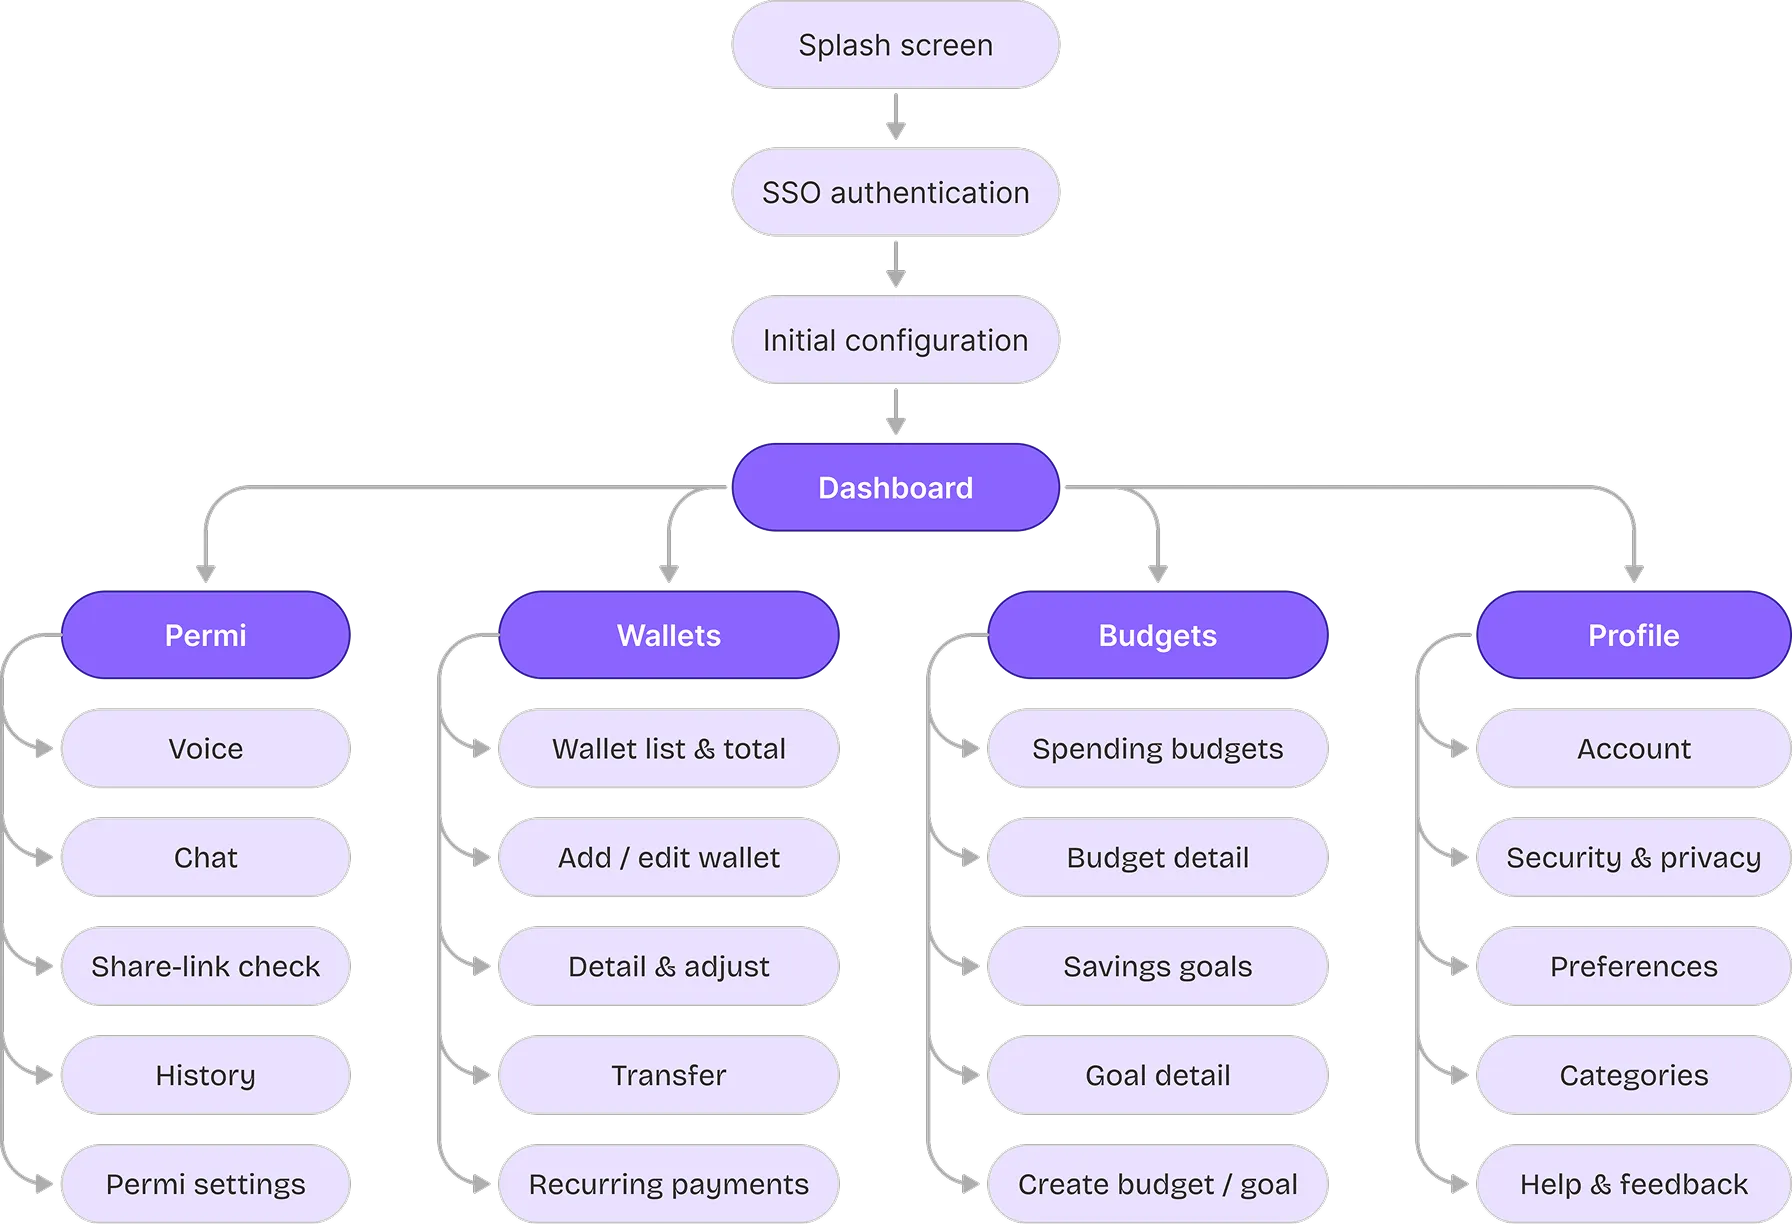 Splash screen
SSO authentication
Initial configuration
Dashboard
Permi
Voice
Chat
Share-link check
History
Permi settings
Wallets
Wallet list & total
Add / edit wallet
Detail & adjust
Transfer
Recurring payments
Budgets
Spending budgets
Budget detail
Savings goals
Goal detail
Create budget / goal
Profile
Account
Security & privacy
Preferences
Categories
Help & feedback